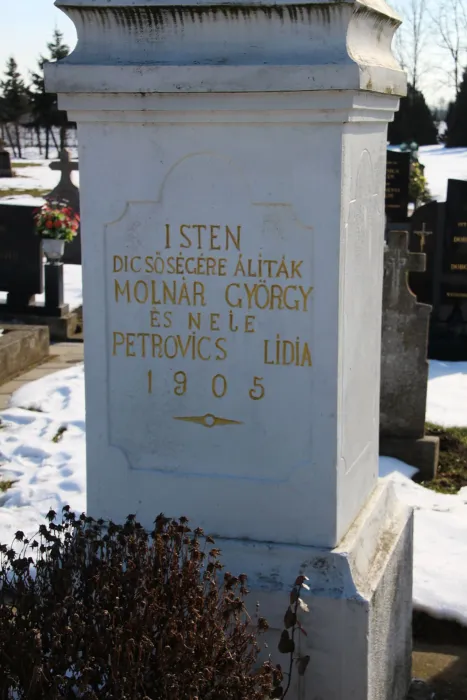 ISTEN
DICSŐSÉGÉRE ÁLITÁK
MOLNÁR GYÖRGY
ÉS NEJE
PETROVICS LIDIA
1905